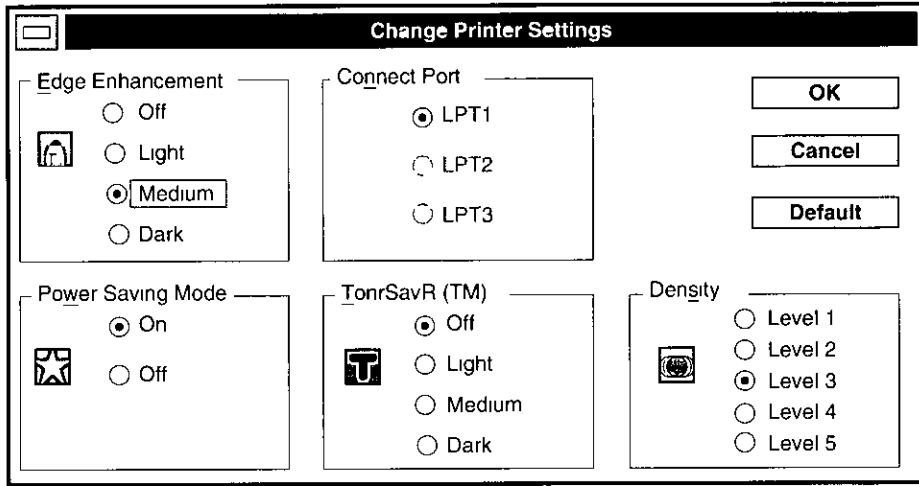 Change Printer Settings
Edge Enhancement
Off
Light
Medium
Dark
Connect Port
LPT1
LPT2
LPT3
OK
Cancel
Default
Power Saving Mode
On
Off
TonrSavR (TM)
T
Off
Light
Medium
Dark
Density
Level 1
Level 2
Level 3
Level 4
Level 5